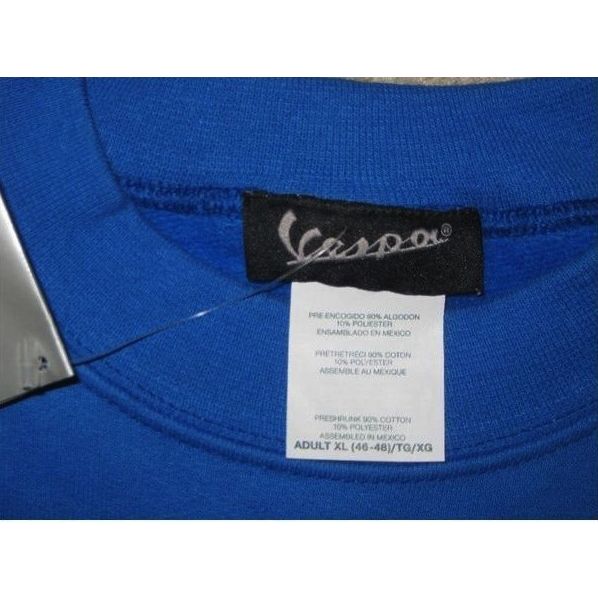 Vespa®
PRE-ENCOGIDO 90% ALGODON
10% POLIESTER
ENSAMBLADO EN MEXICO
PRÉTRETRECI 90% COTON
10% POLYESTER
ASSEMBLE AU MEXIQUE
PRESHRUNK 90% COTTON
10% POLYESTER
ASSEMBLED IN MEXICO
ADULT XL (46-48)/TG/XG